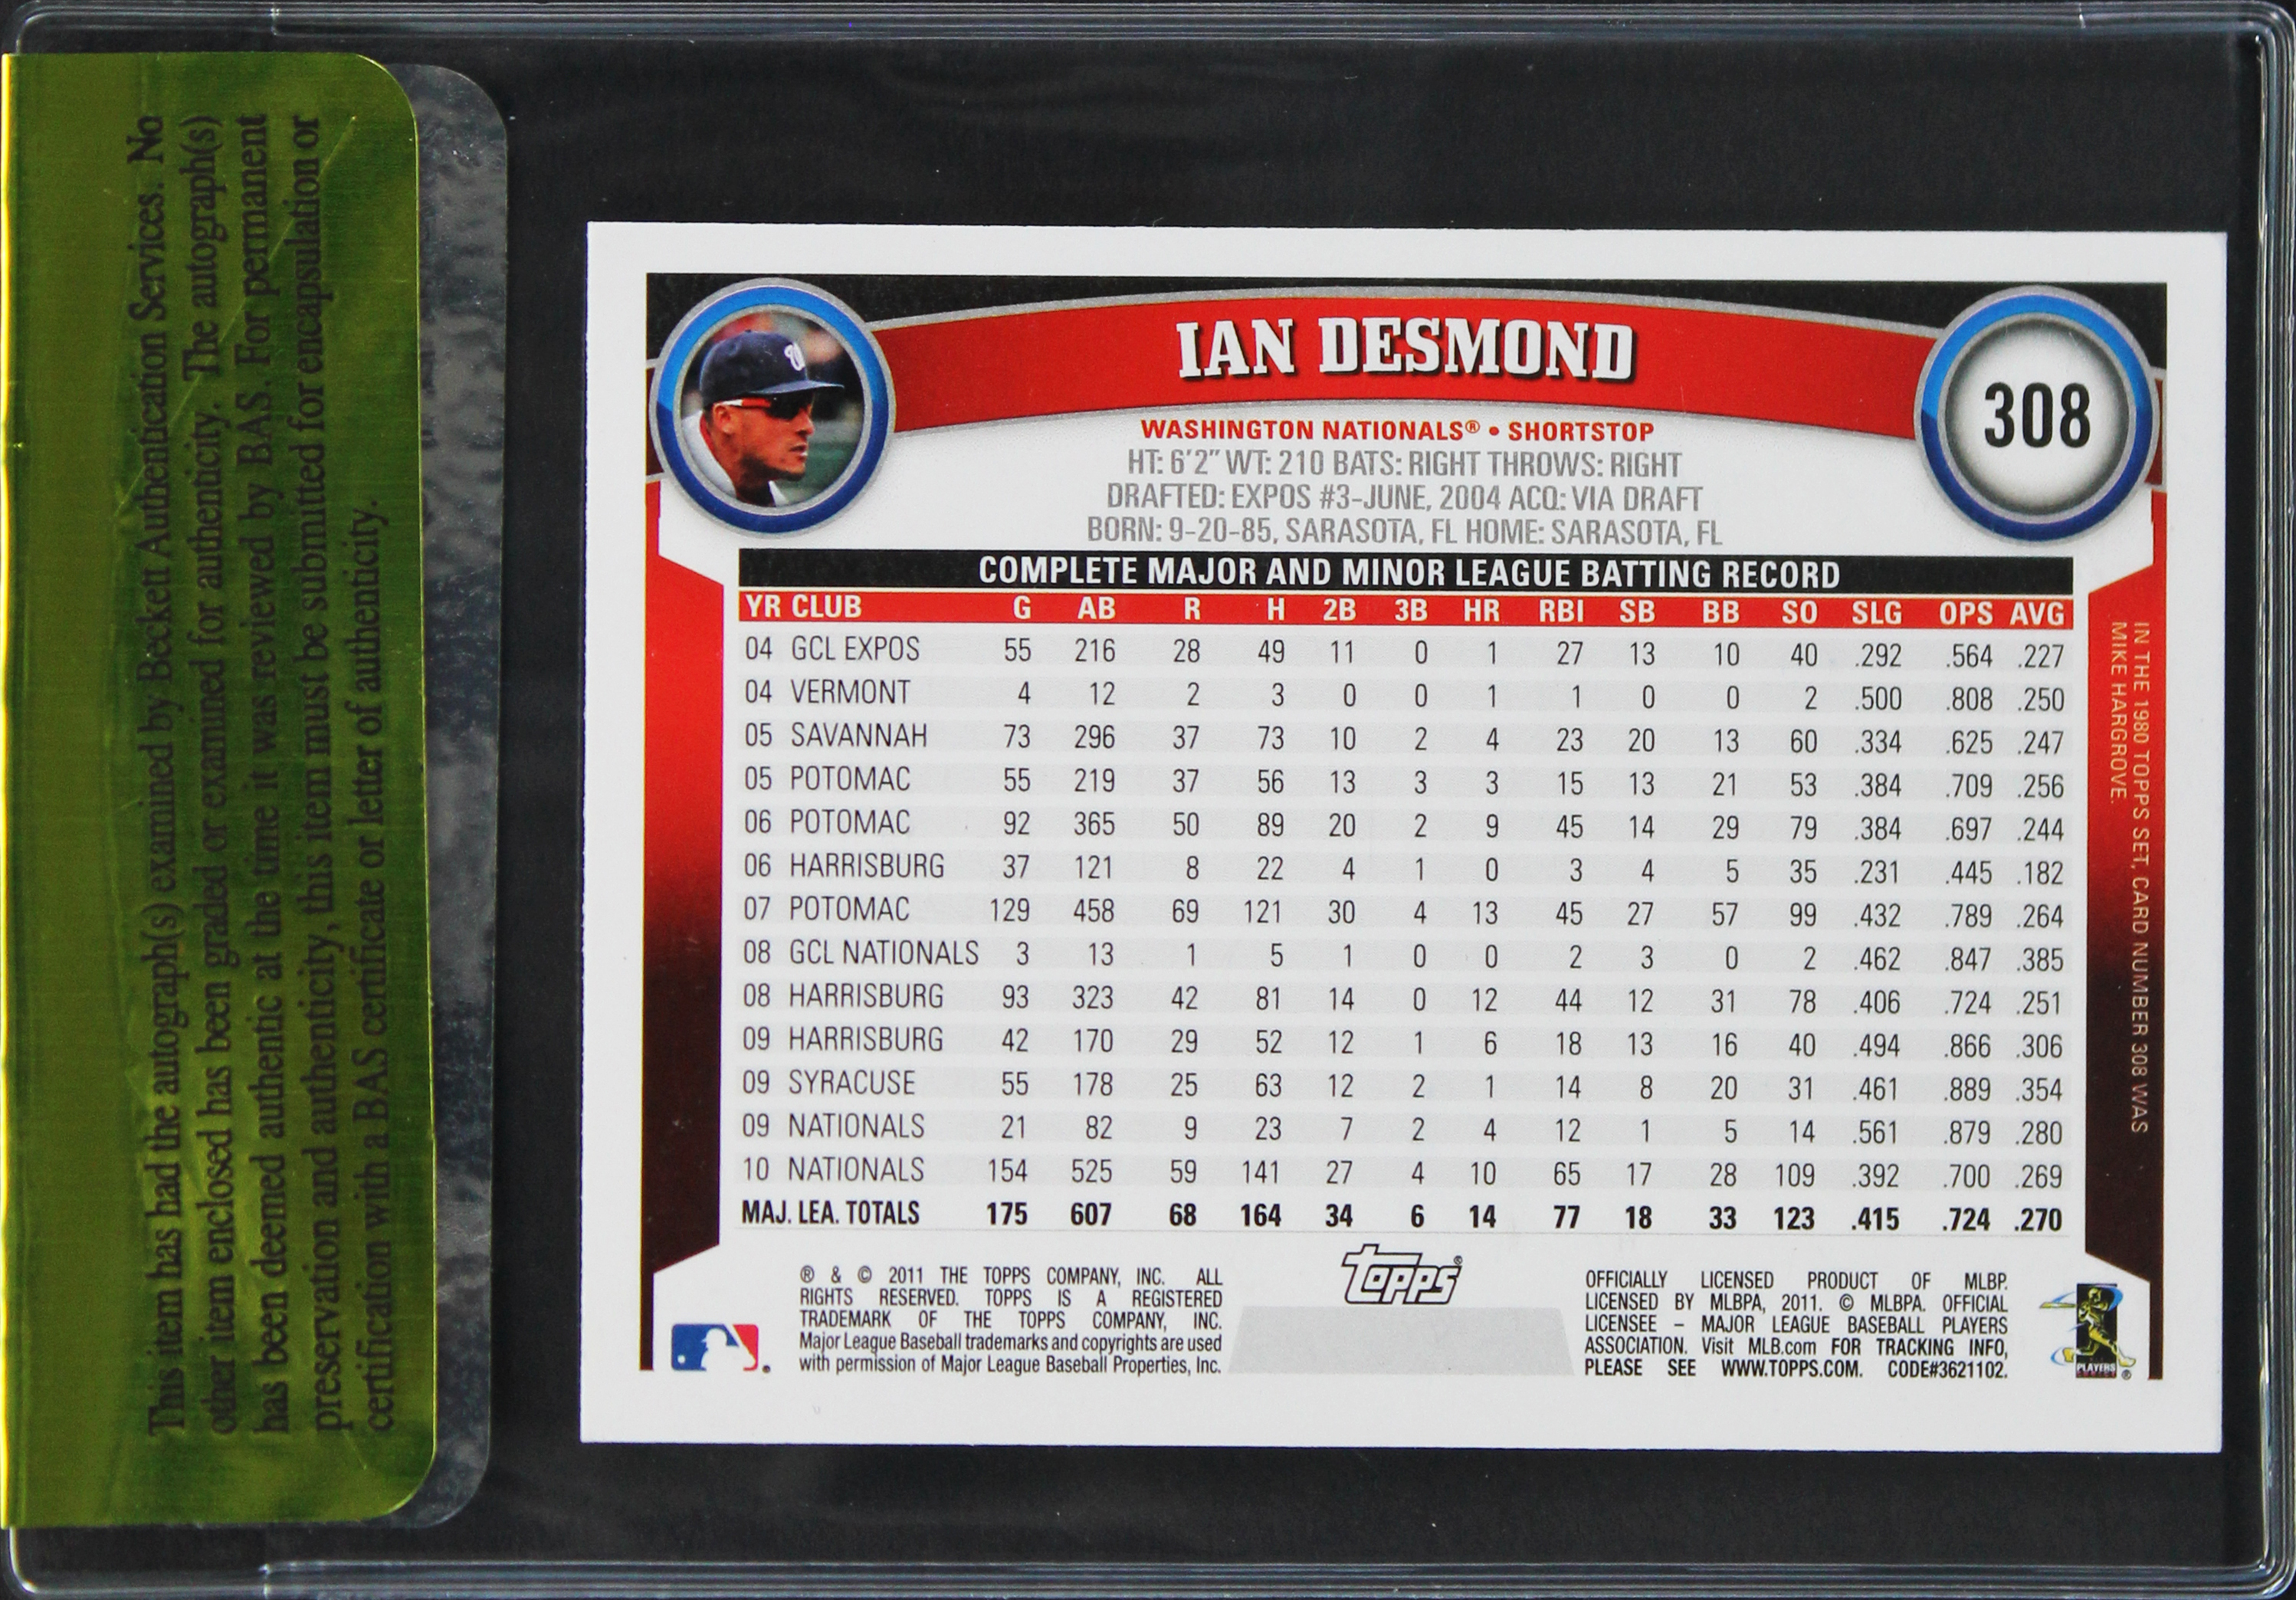 This item has had the autograph(s) examined by Beckett Authentication Services. No
other item enclosed has been graded or examined for authenticity. The autograph(s)
has been deemed authentic at the time it was reviewed by BAS. For permanent
preservation and authenticity, this item must be submitted for encapsulation or
certification with a BAS certificate or letter of authenticity.
IAN DESMOND
308
WASHINGTON NATIONALS® • SHORTSTOP
HT: 6'2" WT: 210 BATS: RIGHT THROWS: RIGHT
DRAFTED: EXPOS #3-JUNE, 2004 ACQ: VIA DRAFT
BORN: 9-20-85, SARASOTA, FL HOME: SARASOTA, FL
COMPLETE MAJOR AND MINOR LEAGUE BATTING RECORD
YR CLUB G AB R H 2B 3B HR RBI SB BB SO SLG OPS AVG
04 GCL EXPOS 55 216 28 49 11 0 1 27 13 10 40 .292 .564 .227
04 VERMONT 4 12 2 3 0 0 1 1 0 0 2 .500 .808 .250
05 SAVANNAH 73 296 37 73 10 2 4 23 20 13 60 .334 .625 .247
05 POTOMAC 55 219 37 56 13 3 3 15 13 21 53 .384 .709 .256
06 POTOMAC 92 365 50 89 20 2 9 45 14 29 79 .384 .697 .244
06 HARRISBURG 37 121 8 22 4 1 0 3 4 5 35 .231 .445 .182
07 POTOMAC 129 458 69 121 30 4 13 45 27 57 99 .432 .789 .264
08 GCL NATIONALS 3 13 1 5 1 0 0 2 3 0 2 .462 .847 .385
08 HARRISBURG 93 323 42 81 14 0 12 44 12 31 78 .406 .724 .251
09 HARRISBURG 42 170 29 52 12 1 6 18 13 16 40 .494 .866 .306
09 SYRACUSE 55 178 25 63 12 2 1 14 8 20 31 .461 .889 .354
09 NATIONALS 21 82 9 23 7 2 4 12 1 5 14 .561 .879 .280
10 NATIONALS 154 525 59 141 27 4 10 65 17 28 109 .392 .700 .269
MAJ. LEA. TOTALS 175 607 68 164 34 6 14 77 18 33 123 .415 .724 .270
IN THE 1980 TOPPS SET, CARD NUMBER 308 WAS
MIKE HARGROVE.
® & © 2011 THE TOPPS COMPANY, INC. ALL
RIGHTS RESERVED. TOPPS IS A REGISTERED
TRADEMARK OF THE TOPPS COMPANY, INC.
Major League Baseball trademarks and copyrights are used
with permission of Major League Baseball Properties, Inc.
Topps®
OFFICIALLY LICENSED PRODUCT OF MLBP.
LICENSED BY MLBPA, 2011. © MLBPA. OFFICIAL
LICENSEE – MAJOR LEAGUE BASEBALL PLAYERS
ASSOCIATION. Visit MLB.com FOR TRACKING INFO,
PLEASE SEE WWW.TOPPS.COM. CODE#3621102.
PLAYERS